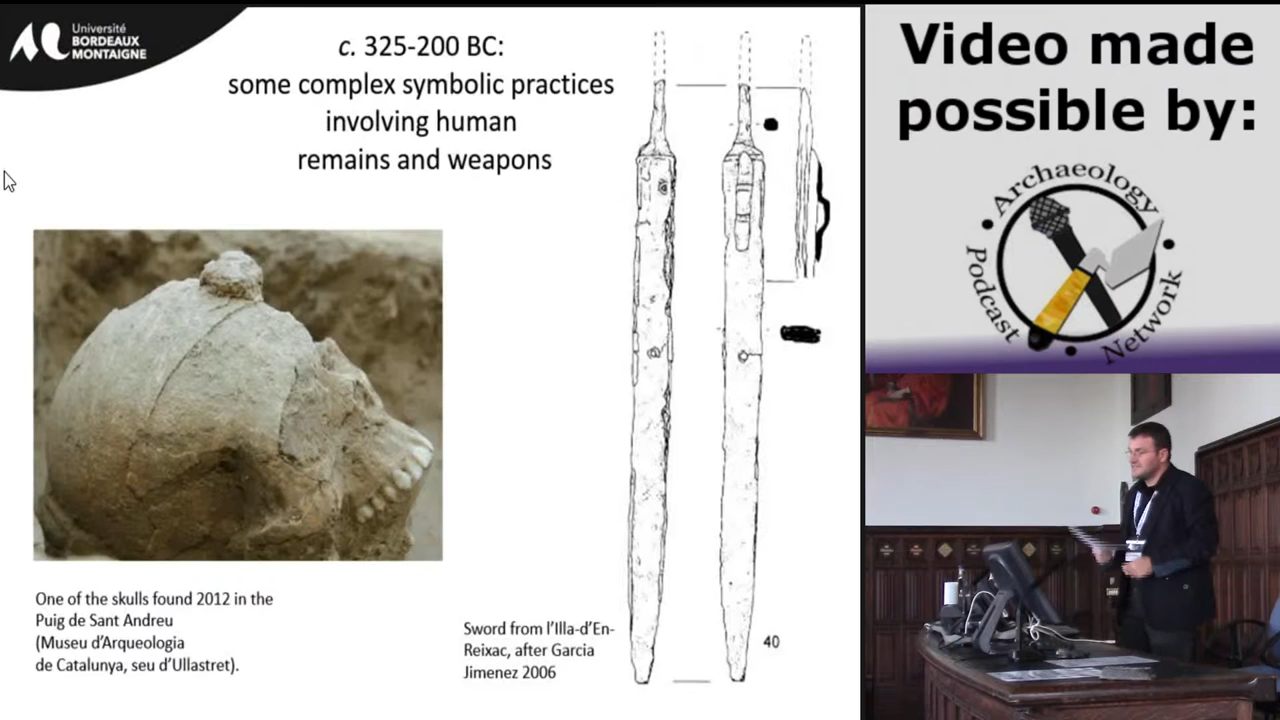 Université
BORDEAUX
MONTAIGNE
c. 325-200 BC:
some complex symbolic practices
involving human
remains and weapons
One of the skulls found 2012 in the
Puig de Sant Andreu
(Museu d’Arqueologia
de Catalunya, seu d’Ullastret).
Sword from l’Illa-d’En-
Reixac, after Garcia
Jimenez 2006
40
Video made
possible by:
Archaeology
Podcast
Network